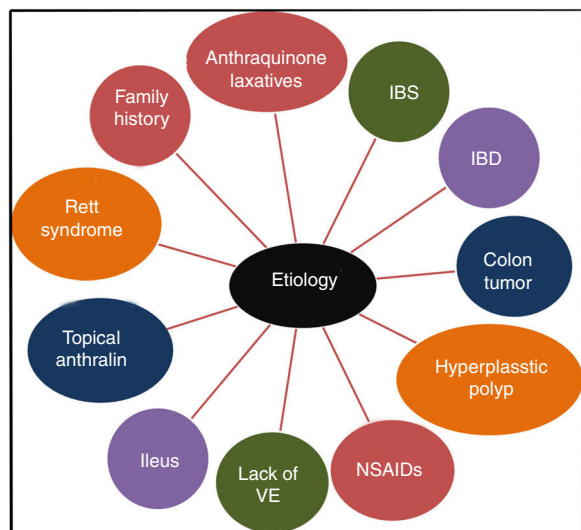 Anthraquinone
laxatives
IBS
IBD
Colon
tumor
Hyperplasstic
polyp
NSAIDs
Lack of
VE
Ileus
Topical
anthralin
Rett
syndrome
Family
history
Etiology